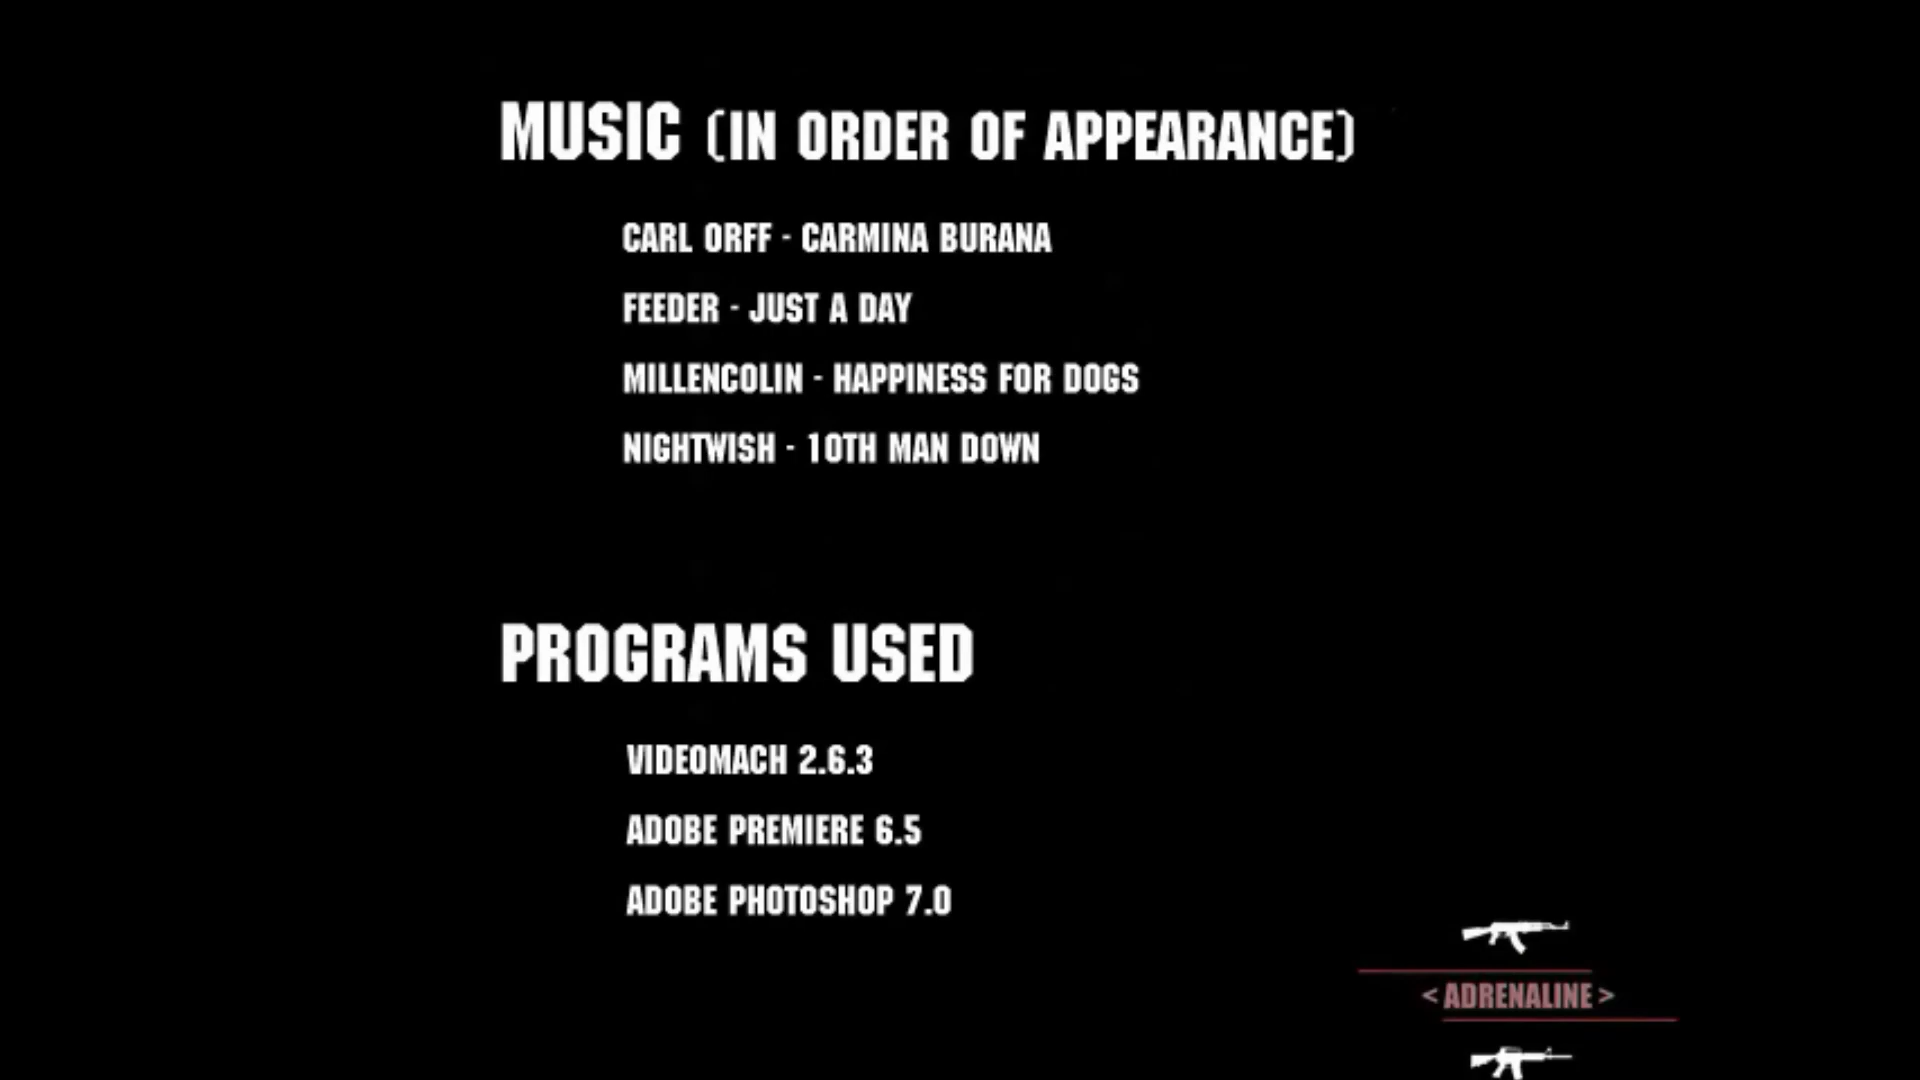 MUSIC (IN ORDER OF APPEARANCE)
CARL ORFF - CARMINA BURANA
FEEDER - JUST A DAY
MILLENCOLIN - HAPPINESS FOR DOGS
NIGHTWISH - 10TH MAN DOWN
PROGRAMS USED
VIDEOMACH 2.6.3
ADOBE PREMIERE 6.5
ADOBE PHOTOSHOP 7.0
< ADRENALINE >